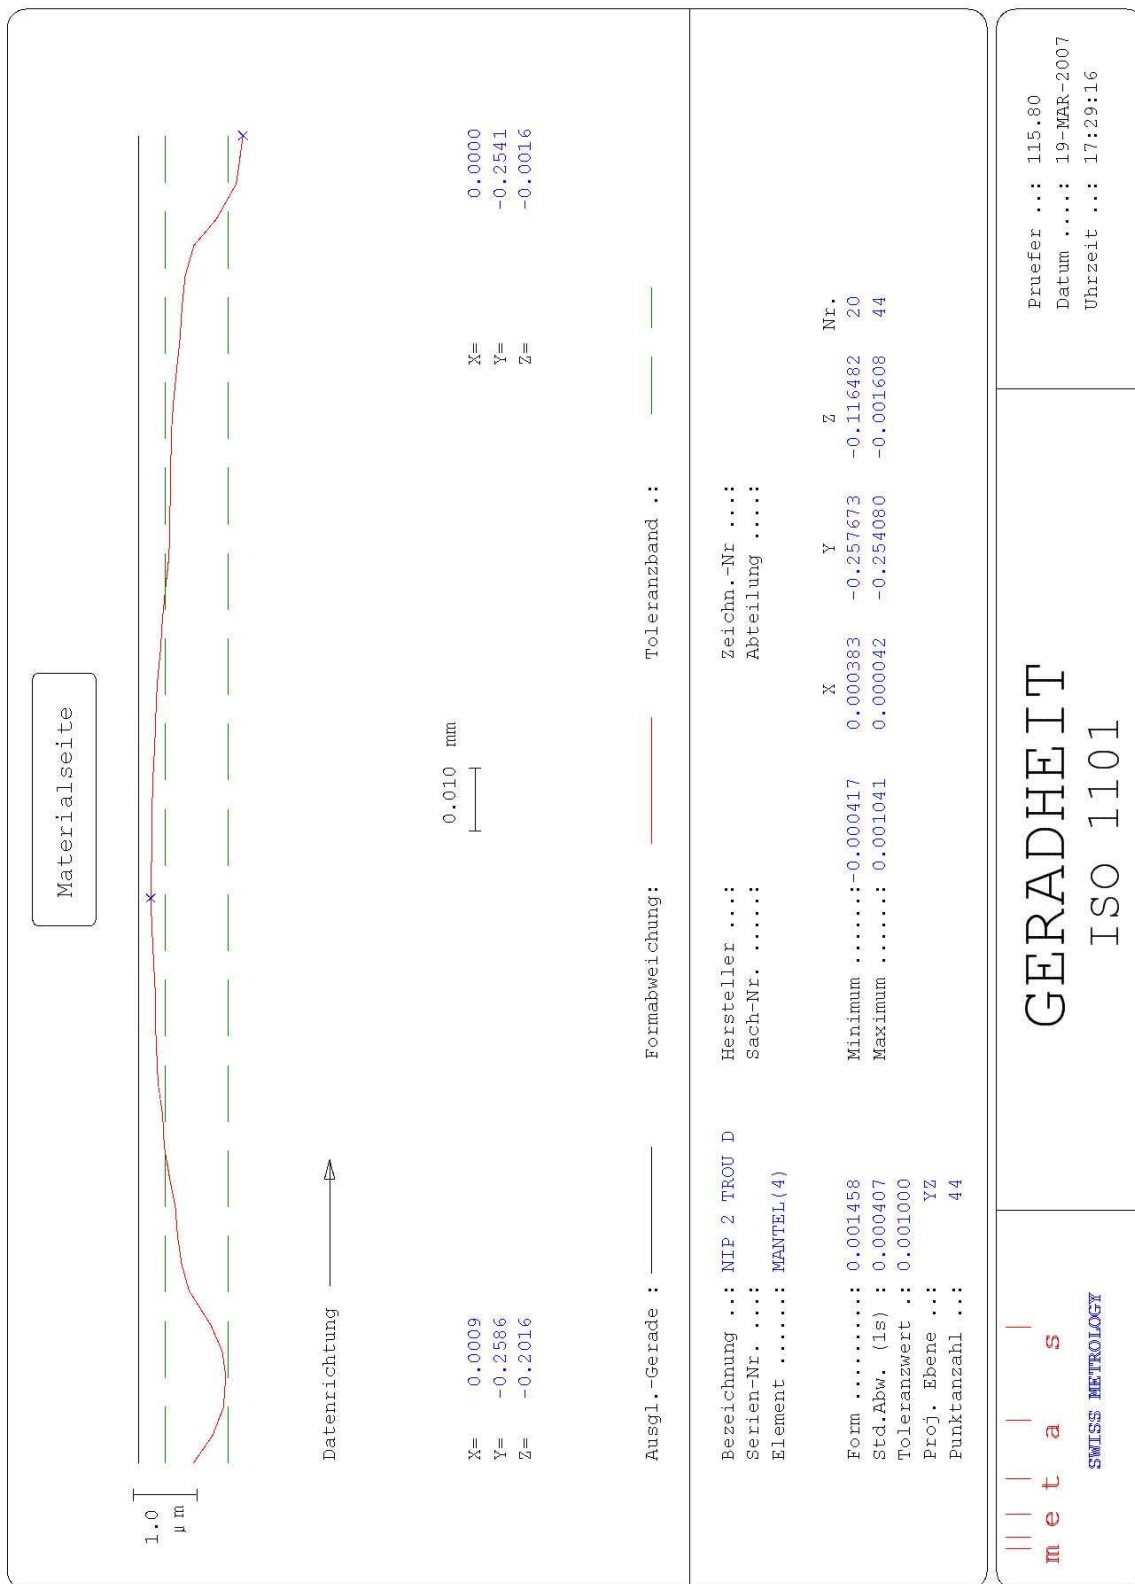 Materialseite
1.0
µm
Datenrichtung
0.010 mm
X= 0.0009 X= 0.0000
Y= -0.2586 Y= -0.2541
Z= -0.2016 Z= -0.0016
Ausgl.-Gerade : Formabweichung: Toleranzband .:
Bezeichnung ..: NIP 2 TROU D Hersteller ...: Zeichn.-Nr ...:
Serien-Nr. ...: Sach-Nr. .....: Abteilung ....:
Element ......: MANTEL(4)
X Y Z Nr.
Form .........: 0.001458 Minimum ......:-0.000417 0.000383 -0.257673 -0.116482 20
Std.Abw. (1s) : 0.000407 Maximum ......: 0.001041 0.000042 -0.254080 -0.001608 44
Toleranzwert .: 0.001000
Proj. Ebene ..: YZ
Punktanzahl ..: 44
m e t a s
SWISS METROLOGY
GERADHEIT
ISO 1101
Pruefer ..: 115.80
Datum ....: 19-MAR-2007
Uhrzeit ..: 17:29:16